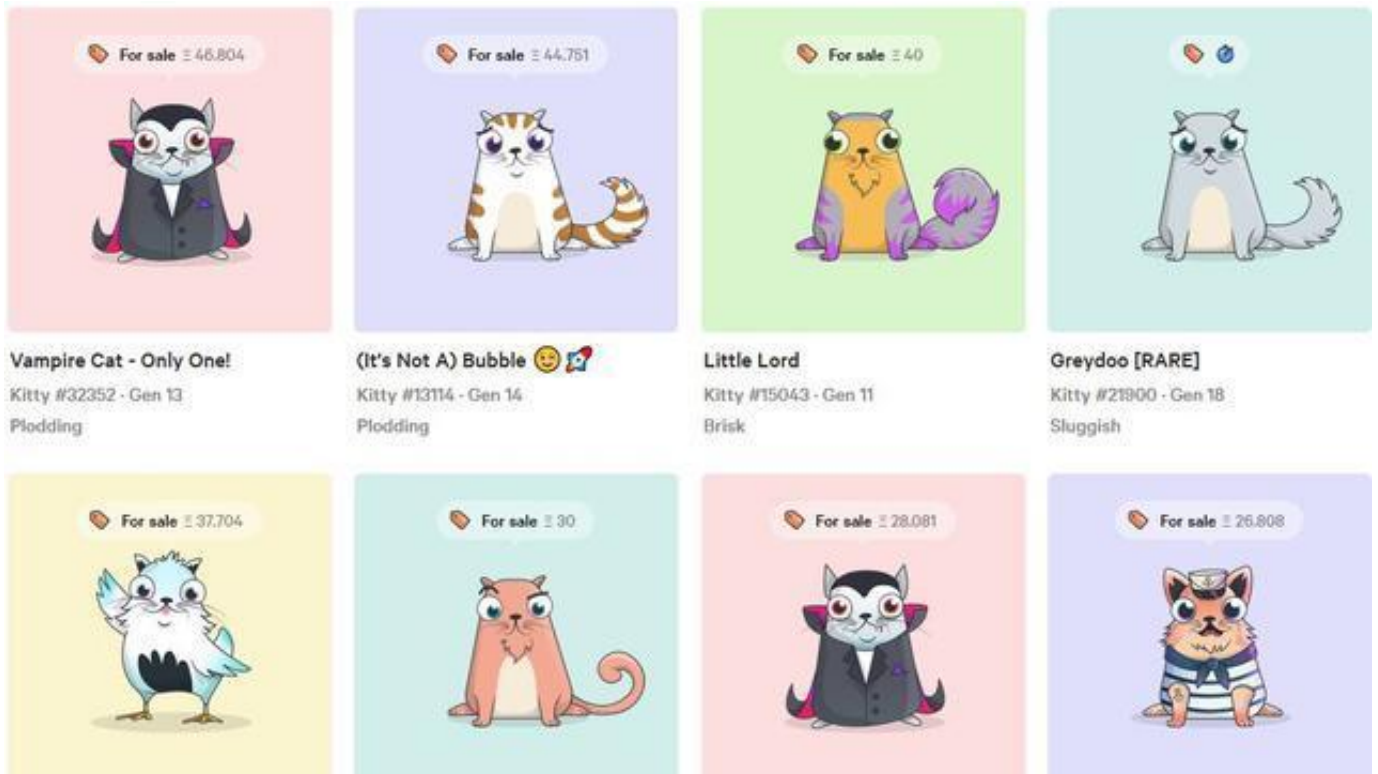 For sale Ξ 46.804
For sale Ξ 44.751
For sale Ξ 40
Vampire Cat - Only One!
Kitty #32352 · Gen 13
Plodding
(It's Not A) Bubble 😉 🚀
Kitty #13114 · Gen 14
Plodding
Little Lord
Kitty #15043 · Gen 11
Brisk
Greydoo [RARE]
Kitty #21900 · Gen 18
Sluggish
For sale Ξ 37.704
For sale Ξ 30
For sale Ξ 28.081
For sale Ξ 26.808